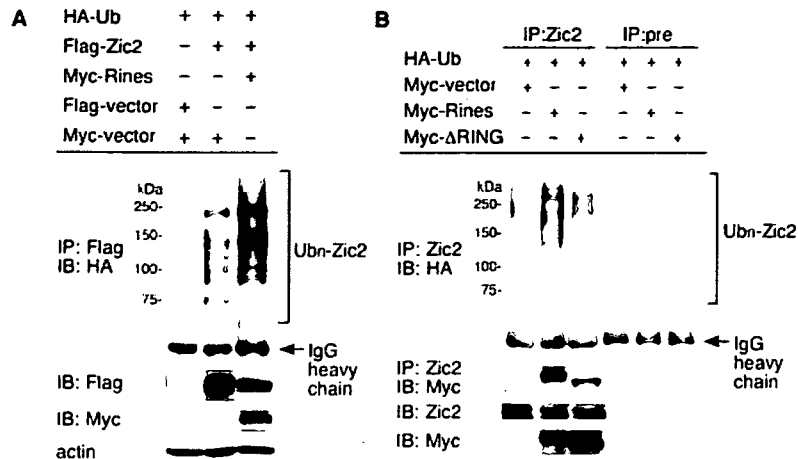 A
HA-Ub + + +
Flag-Zic2 - + +
Myc-Rines - - +
Flag-vector + - -
Myc-vector + + -
kDa
250-
150-
100-
75-
IP: Flag
IB: HA
Ubn-Zic2
IgG
heavy
chain
IB: Flag
IB: Myc
actin
B
IP:Zic2 IP:pre
HA-Ub + + + + + +
Myc-vector + - - + - -
Myc-Rines - + - - + -
Myc-ΔRING - - + - - +
kDa
250-
150-
100-
75-
IP: Zic2
IB: HA
Ubn-Zic2
IgG
heavy
chain
IP: Zic2
IB: Myc
IB: Zic2
IB: Myc